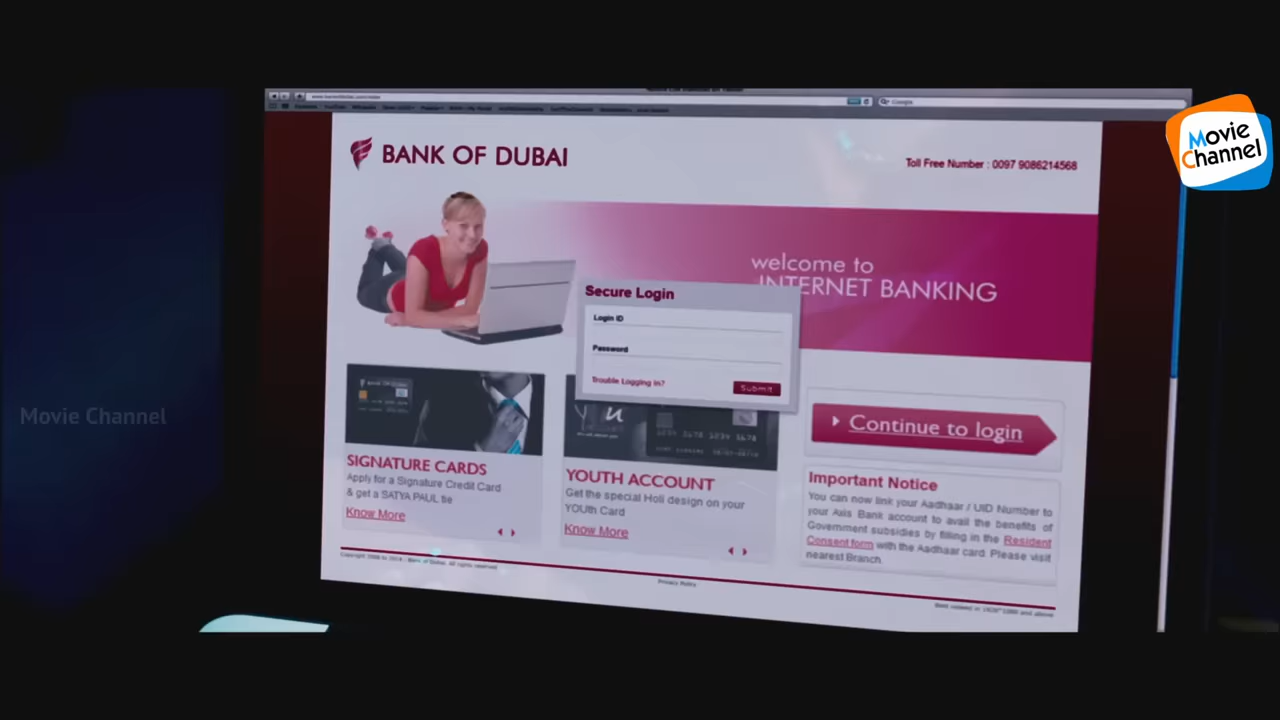 Movie
Channel
BANK OF DUBAI
Toll Free Number : 0097 9086214568
welcome to
INTERNET BANKING
Secure Login
Login ID
Password
Trouble Logging In?
Submit
Continue to login
SIGNATURE CARDS
Apply for a Signature Credit Card
& get a SATYA PAUL tie
Know More
YOUTH ACCOUNT
Get the special Holi design on your
YOUth Card
Know More
Important Notice
You can now link your Aadhaar / UID Number to
your Axis Bank account to avail the benefits of
Government subsidies by filling in the Resident
Consent form with the Aadhaar card. Please visit
nearest Branch.
Privacy Policy
Movie Channel